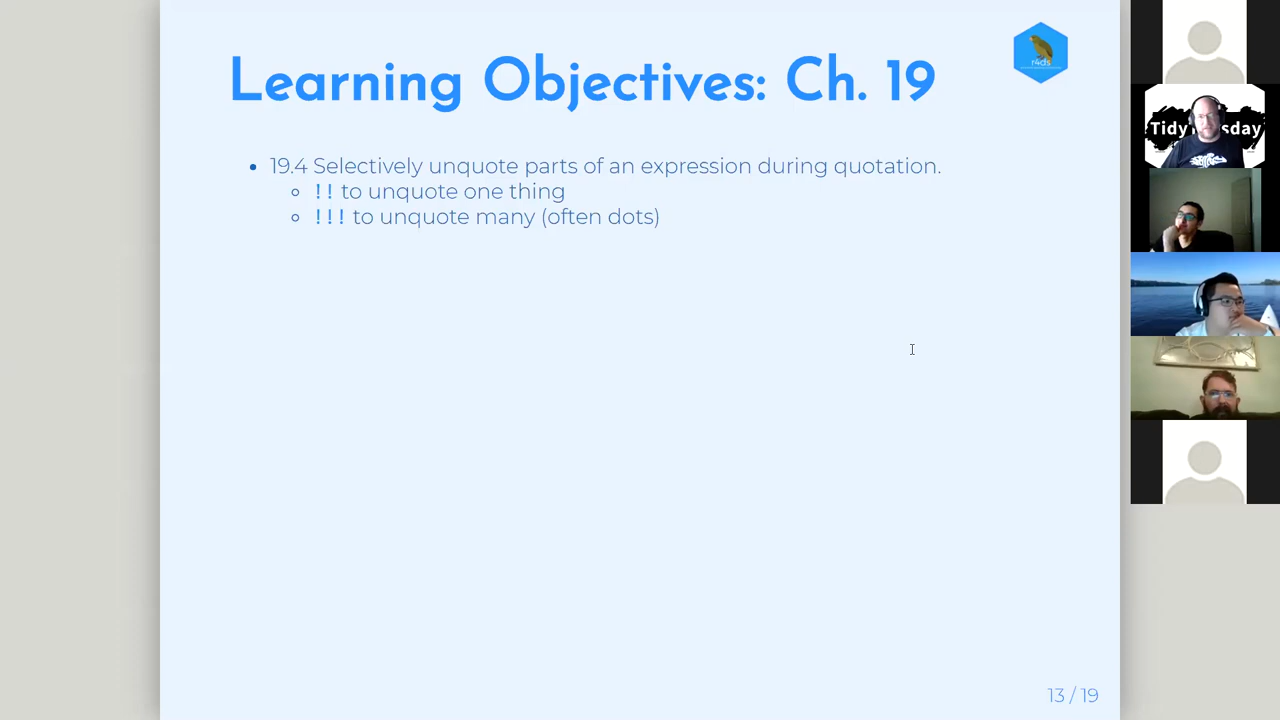 Learning Objectives: Ch. 19
r4ds
19.4 Selectively unquote parts of an expression during quotation.
!! to unquote one thing
!!! to unquote many (often dots)
13 / 19